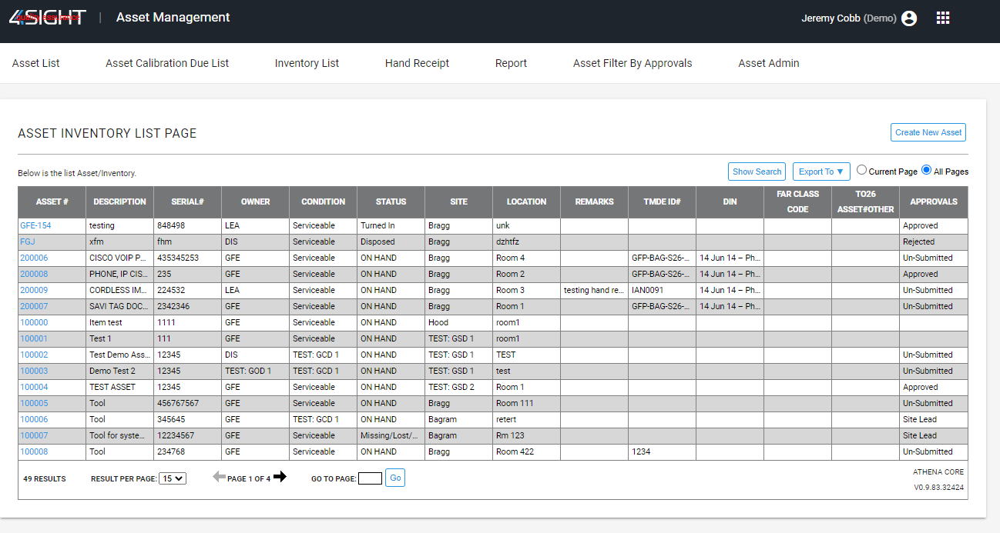 4SIGHT quality assurance | Asset Management Jeremy Cobb (Demo)
Asset List Asset Calibration Due List Inventory List Hand Receipt Report Asset Filter By Approvals Asset Admin
ASSET INVENTORY LIST PAGE Create New Asset
Below is the list Asset/Inventory. Show Search Export To ▼ Current Page All Pages
ASSET # DESCRIPTION SERIAL# OWNER CONDITION STATUS SITE LOCATION REMARKS TMDE ID# DIN FAR CLASS CODE TO26 ASSET#OTHER APPROVALS
GFE-154 testing 848498 LEA Serviceable Turned In Bragg unk Approved
FGJ xfm fhm DIS Serviceable Disposed Bragg dzhtfz Rejected
200006 CISCO VOIP P... 435345253 GFE Serviceable ON HAND Bragg Room 4 GFP-BAG-S26-... 14 Jun 14 – Ph... Un-Submitted
200008 PHONE, IP CIS... 235 GFE Serviceable ON HAND Bragg Room 2 GFP-BAG-S26-... 14 Jun 14 – Ph... Approved
200009 CORDLESS IM... 224532 LEA Serviceable ON HAND Bragg Room 3 testing hand re... IAN0091 14 Jun 14 – Ph... Un-Submitted
200007 SAVI TAG DOC... 2342346 GFE Serviceable ON HAND Bragg Room 1 GFP-BAG-S26-... 14 Jun 14 – Ph... Un-Submitted
100000 Item test 1111 GFE Serviceable ON HAND Hood room1
100001 Test 1 111 GFE Serviceable ON HAND TEST: GSD 1 room1
100002 Test Demo Ass... 12345 DIS TEST: GCD 1 ON HAND TEST: GSD 1 TEST Un-Submitted
100003 Demo Test 2 12345 TEST: GOD 1 TEST: GCD 1 ON HAND TEST: GSD 1 test Un-Submitted
100004 TEST ASSET 12345 GFE Serviceable ON HAND TEST: GSD 2 Room 1 Approved
100005 Tool 456767567 GFE Serviceable ON HAND Bragg Room 111 Un-Submitted
100006 Tool 345645 GFE TEST: GCD 1 ON HAND Bagram retert Site Lead
100007 Tool for syste... 12234567 GFE Serviceable Missing/Lost/... Bagram Rm 123 Site Lead
100008 Tool 234768 GFE Serviceable ON HAND Bragg Room 422 1234 Un-Submitted
49 RESULTS RESULT PER PAGE: 15 PAGE 1 OF 4 GO TO PAGE: Go
ATHENA CORE
V0.9.83.32424